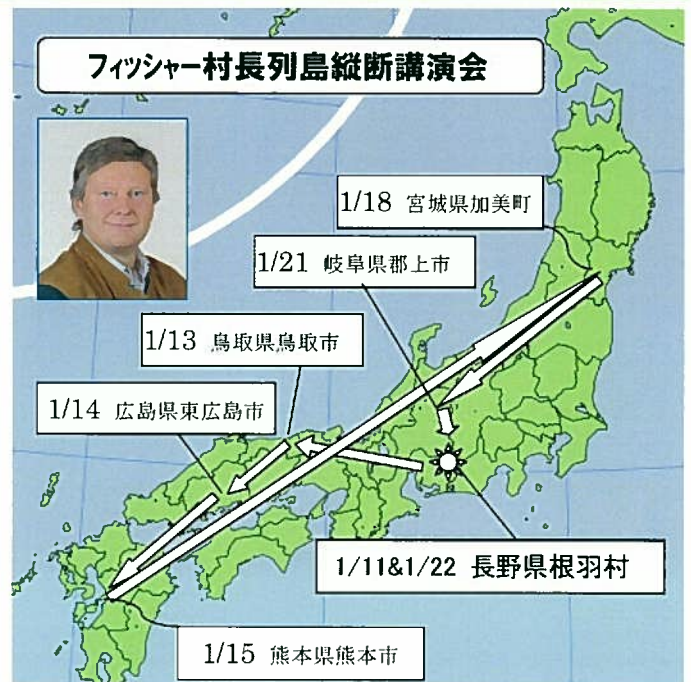 フィッシャー村長列島縦断講演会
1/18 宮城県加美町
1/21 岐阜県郡上市
1/13 鳥取県鳥取市
1/14 広島県東広島市
1/11&1/22 長野県根羽村
1/15 熊本県熊本市